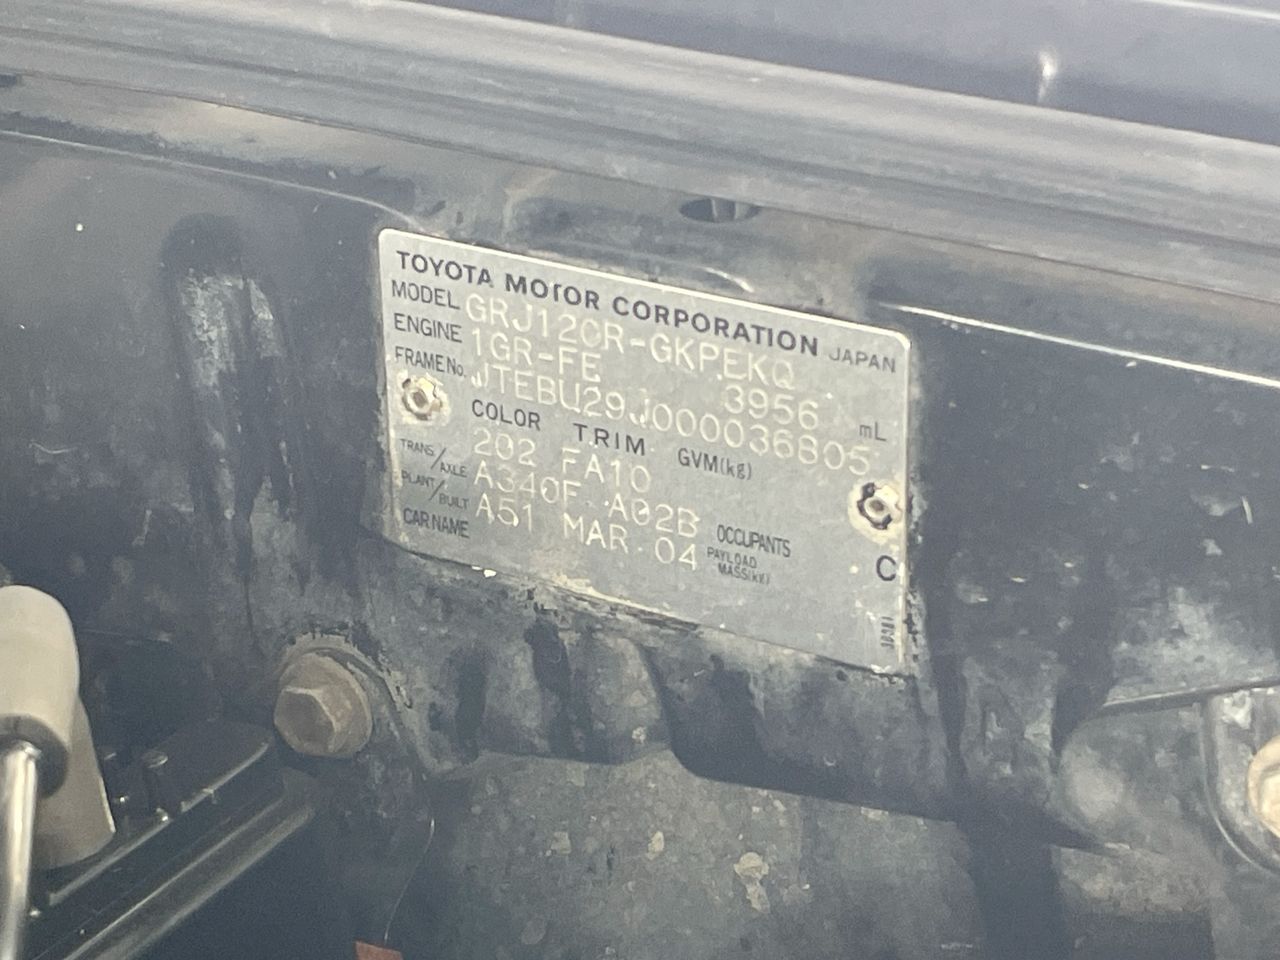 TOYOTA MOTOR CORPORATION JAPAN
MODEL GRJ120R-GKPEKQ
ENGINE 1GR-FE 3956 mL
FRAME No. JTEBU29J000036805
COLOR TRIM GVM(kg)
202 FA10
TRANS./AXLE A340F A02B
PLANT/BUILT A51 MAR. 04 OCCUPANTS
CAR NAME PAYLOAD MASS(kg) C